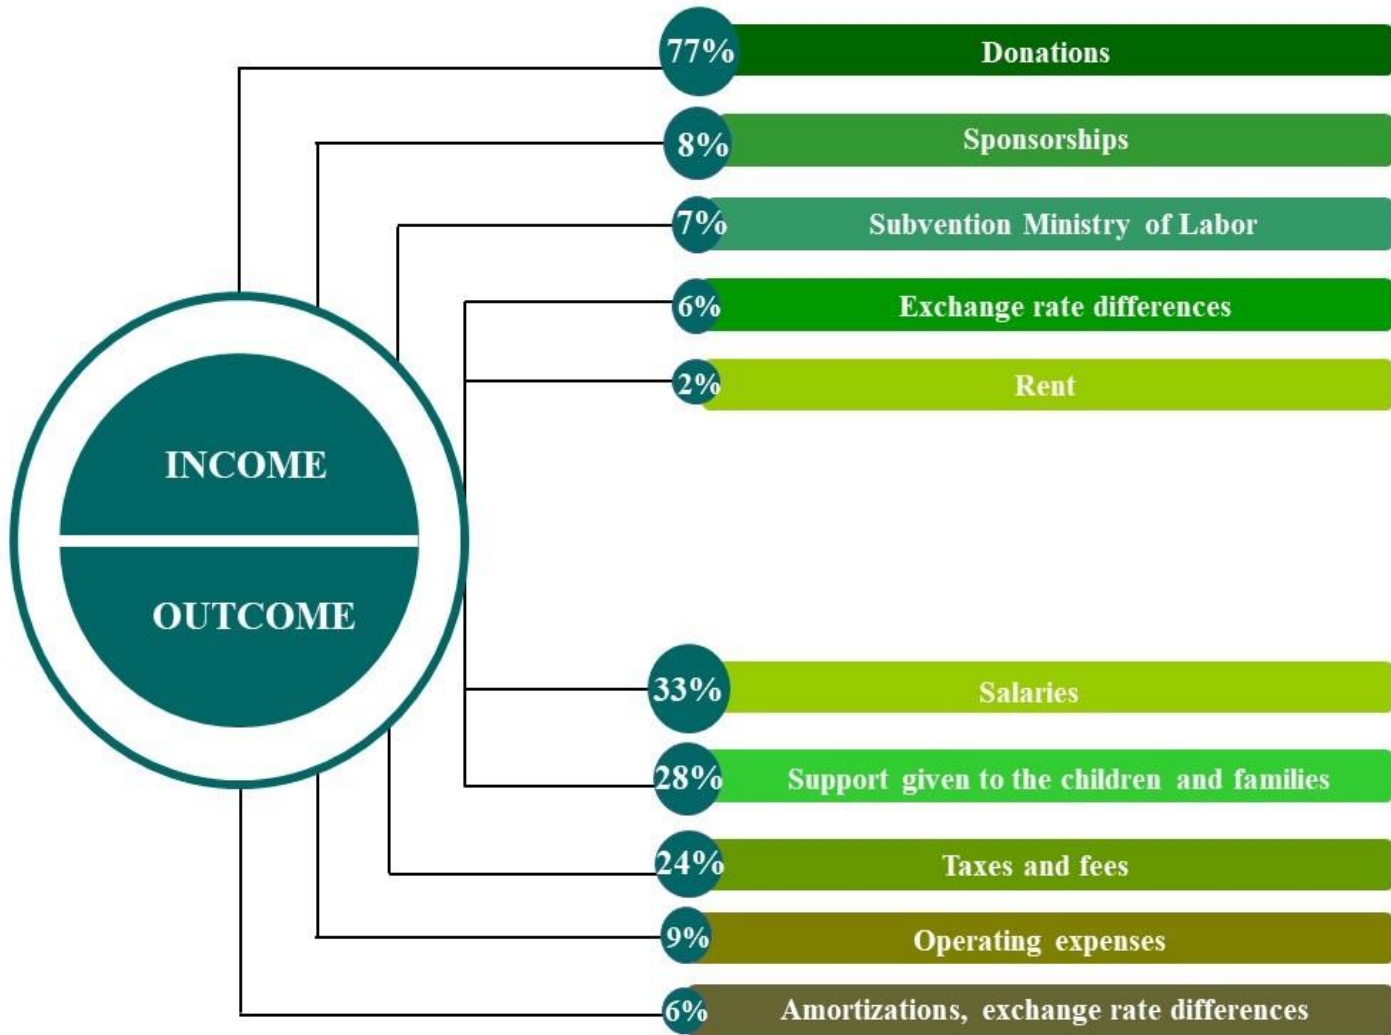 77% Donations
8% Sponsorships
7% Subvention Ministry of Labor
6% Exchange rate differences
2% Rent
INCOME
OUTCOME
33% Salaries
28% Support given to the children and families
24% Taxes and fees
9% Operating expenses
6% Amortizations, exchange rate differences